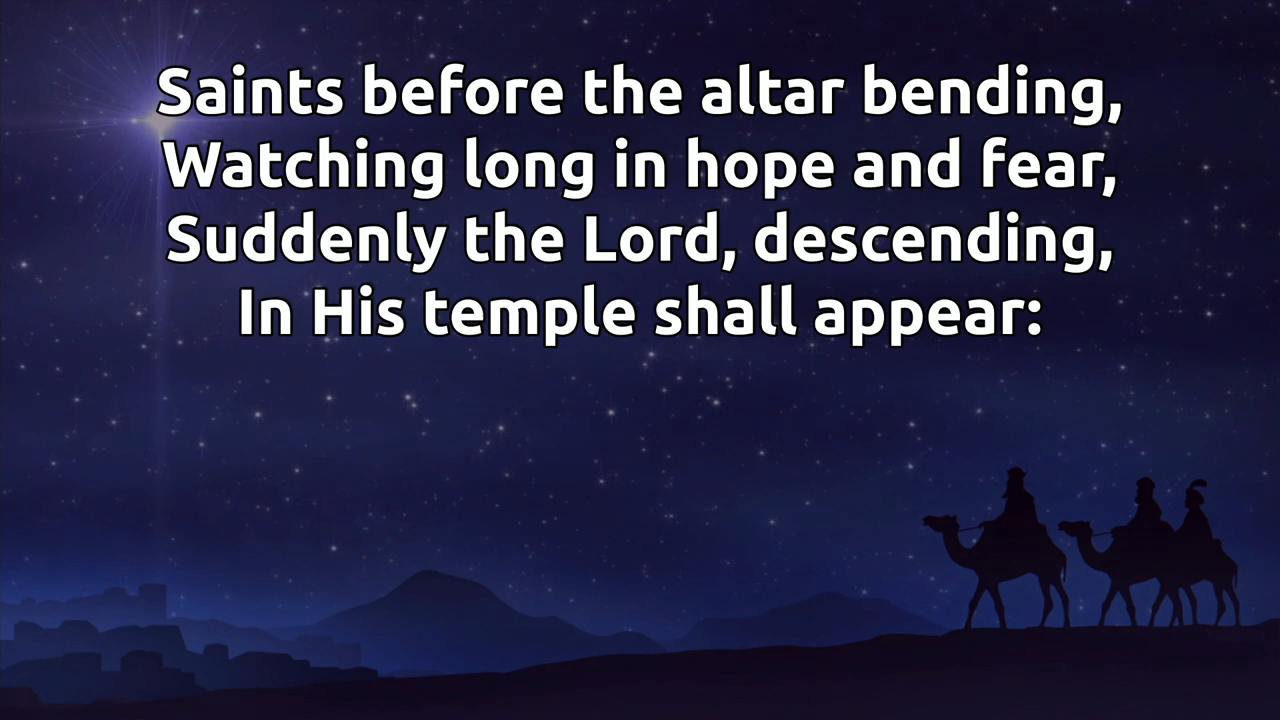 Saints before the altar bending,
Watching long in hope and fear,
Suddenly the Lord, descending,
In His temple shall appear: